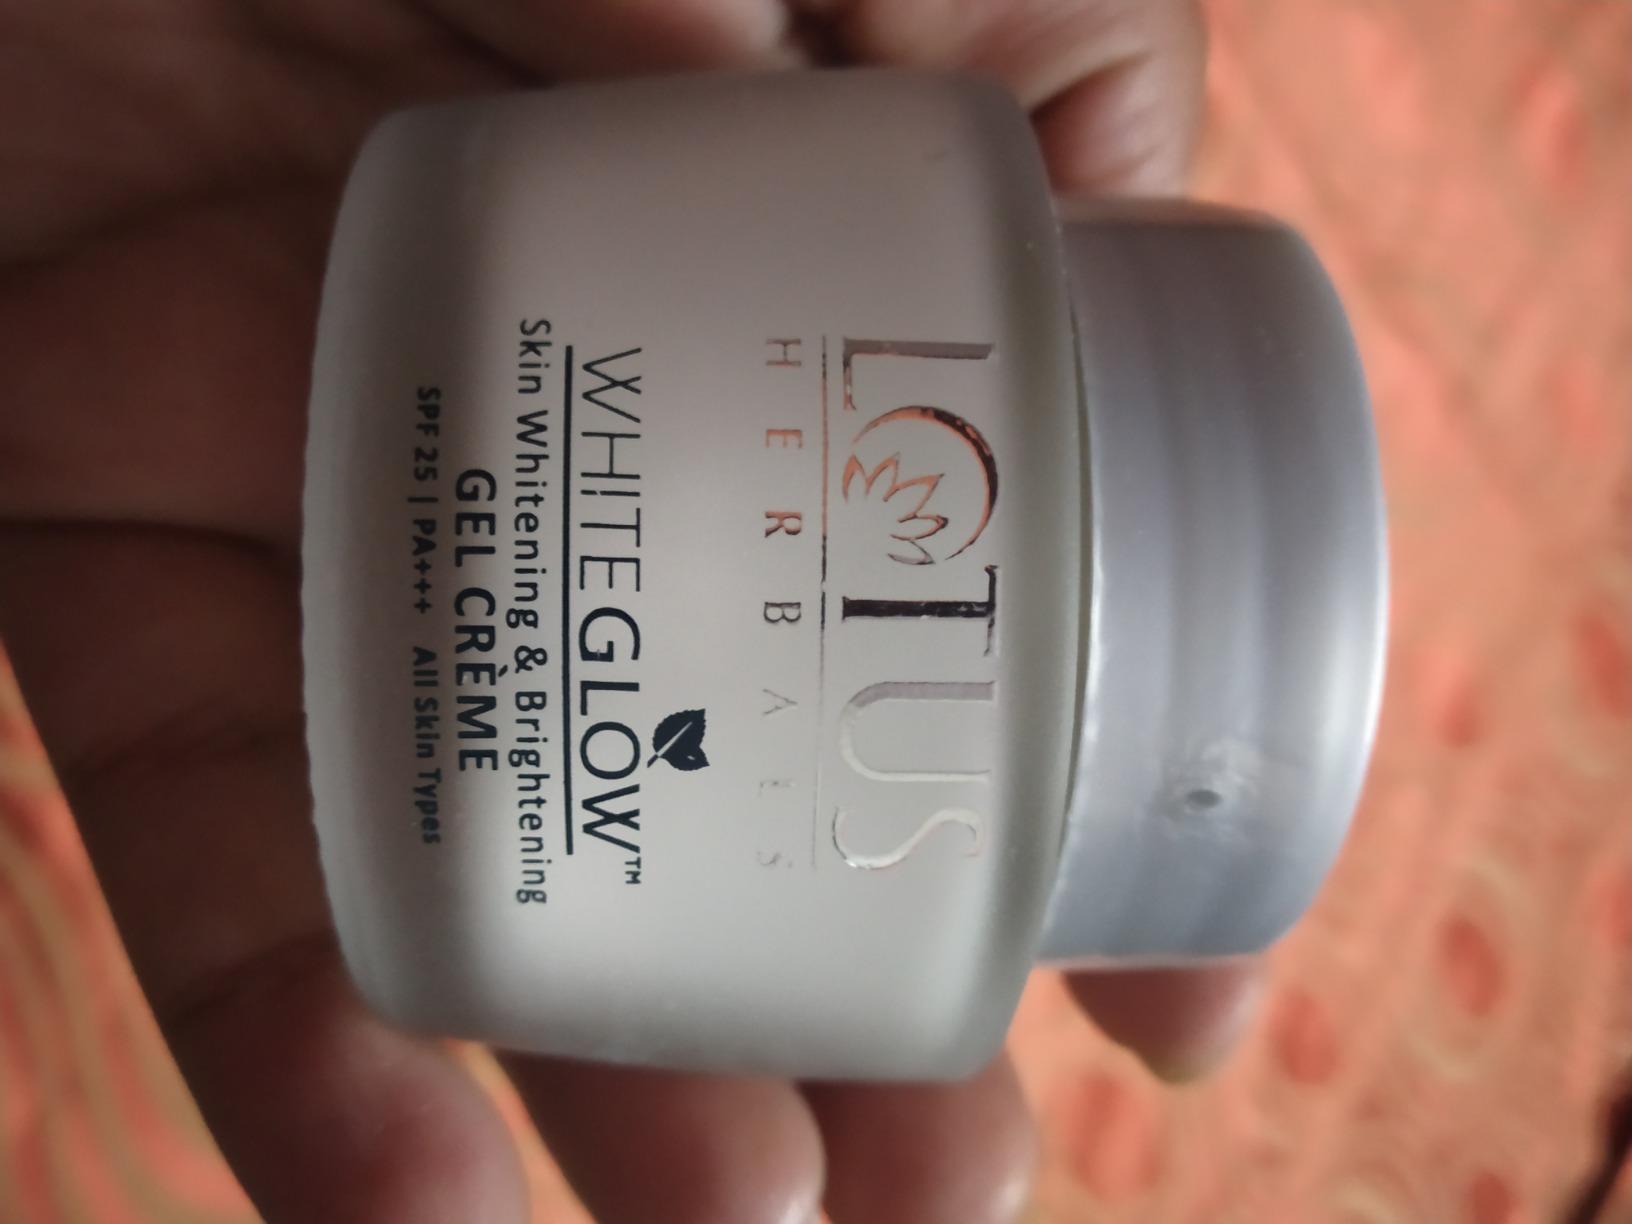 LOTUS
HERBALS
WHITEGLOW™
Skin Whitening & Brightening
GEL CRÈME
SPF 25 | PA+++ All Skin Types